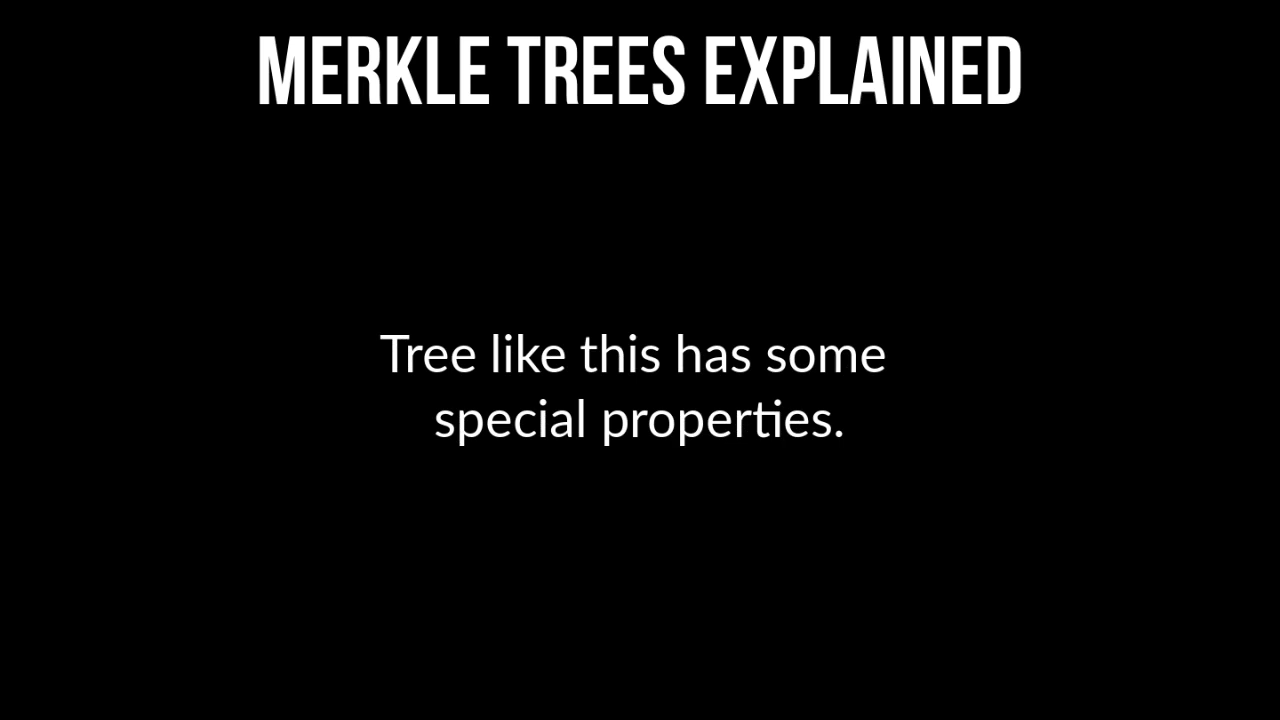 MERKLE TREES EXPLAINED
Tree like this has some
special properties.